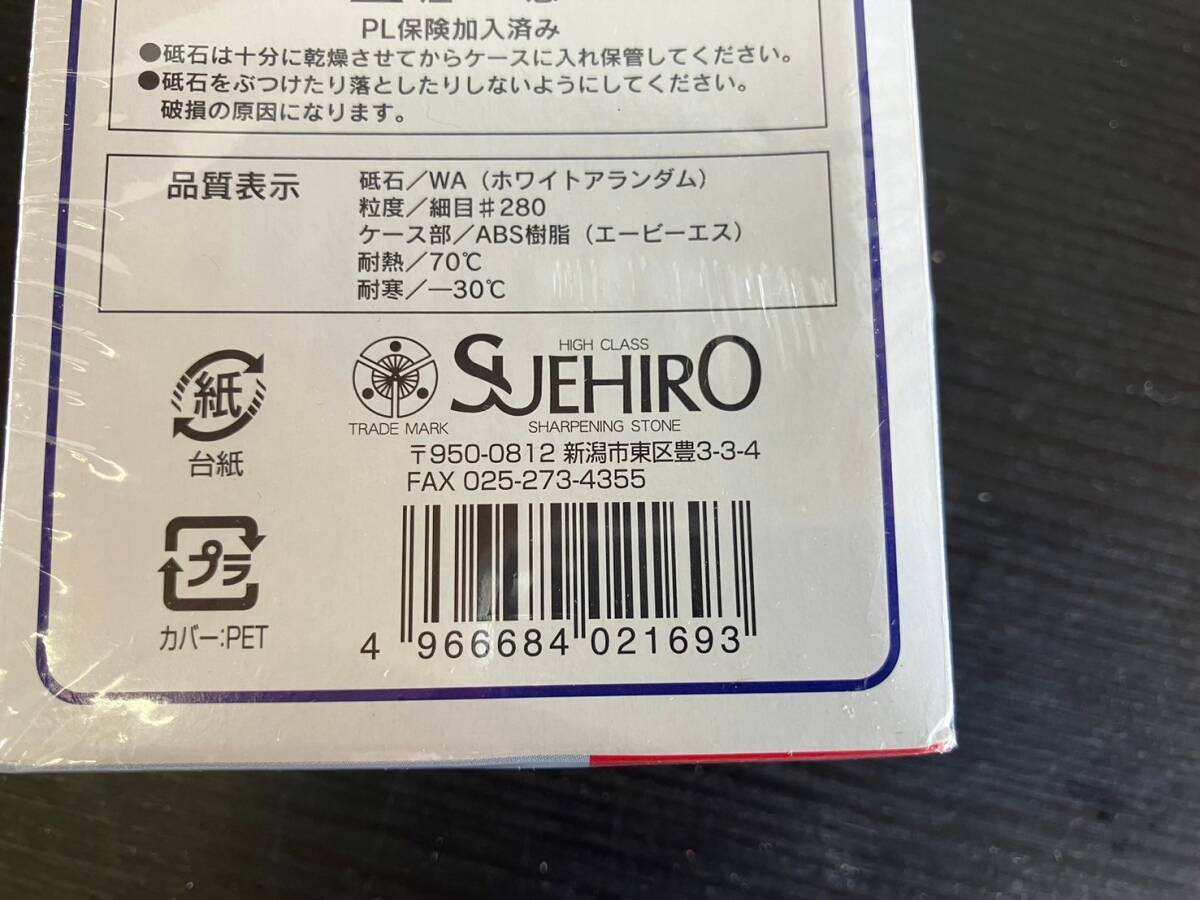 PL保険加入済み
●砥石は十分に乾燥させてからケースに入れ保管してください。
●砥石をぶつけたり落としたりしないようにしてください。
破損の原因になります。
品質表示
砥石／WA（ホワイトアランダム）
粒度／細目♯280
ケース部／ABS樹脂（エービーエス）
耐熱／70℃
耐寒／―30℃
紙
台紙
HIGH CLASS
SUEHIRO
TRADE MARK
SHARPENING STONE
〒950-0812 新潟市東区豊3-3-4
FAX 025-273-4355
プラ
カバー:PET
4 966684 021693